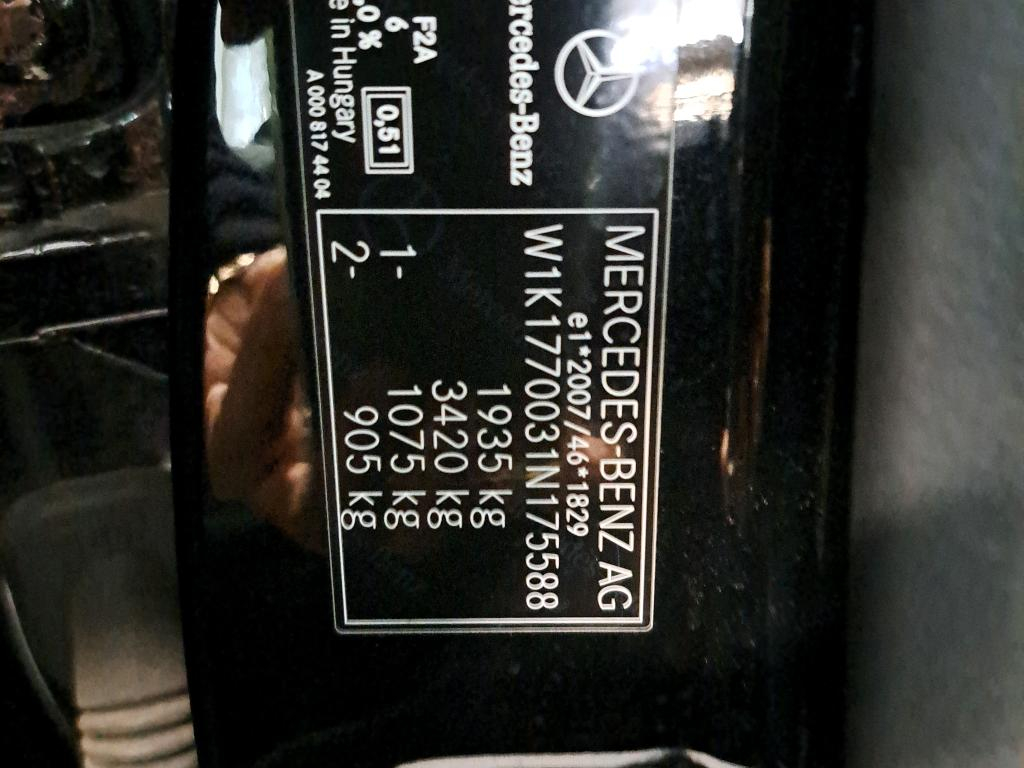 MERCEDES-BENZ AG
e1*2007/46*1829
W1K1770031N175588
1935 kg
3420 kg
1- 1075 kg
2- 905 kg
Mercedes-Benz
F2A
6
,0 %
0,51
e in Hungary
A 000 817 44 04